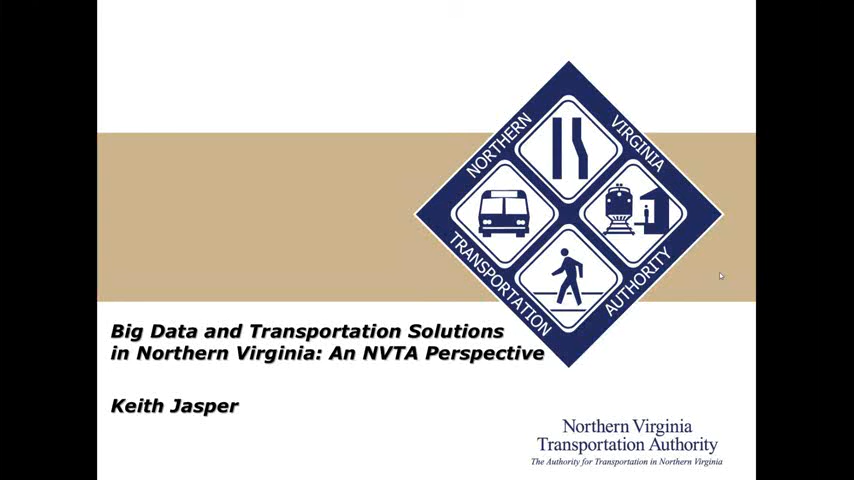 NORTHERN
VIRGINIA
TRANSPORTATION
AUTHORITY
Big Data and Transportation Solutions
in Northern Virginia: An NVTA Perspective
Keith Jasper
Northern Virginia
Transportation Authority
The Authority for Transportation in Northern Virginia